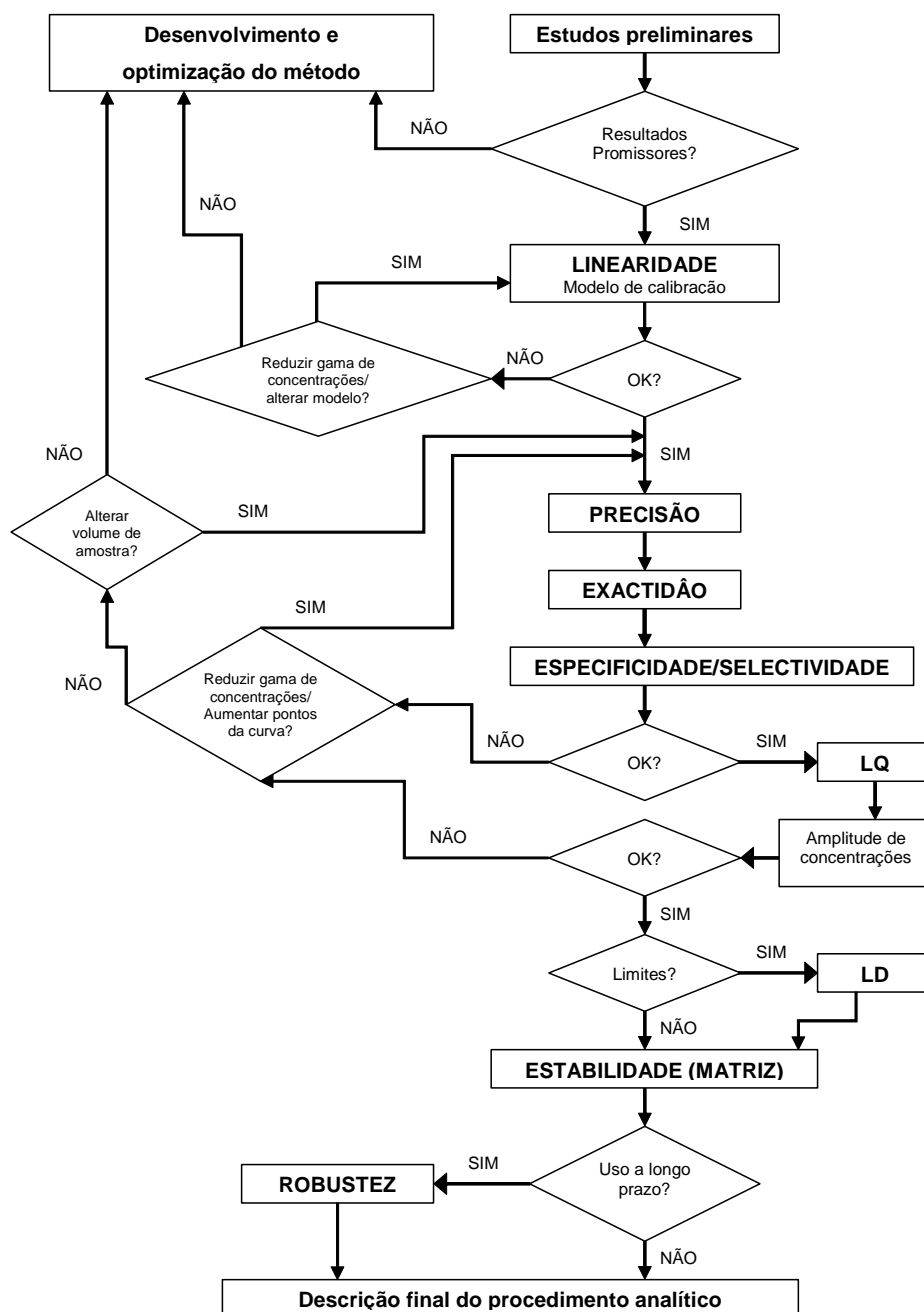 Desenvolvimento e
optimização do método
Estudos preliminares
NÃO
Resultados
Promissores?
NÃO
SIM
SIM
LINEARIDADE
Modelo de calibração
Reduzir gama de
concentrações/
alterar modelo?
NÃO
OK?
NÃO
SIM
Alterar
volume de
amostra?
SIM
PRECISÃO
EXACTIDÂO
SIM
ESPECIFICIDADE/SELECTIVIDADE
NÃO
Reduzir gama de
concentrações/
Aumentar pontos
da curva?
NÃO
OK?
SIM
LQ
NÃO
OK?
Amplitude de
concentrações
SIM
Limites?
SIM
LD
NÃO
ESTABILIDADE (MATRIZ)
Uso a longo
prazo?
SIM
ROBUSTEZ
NÃO
Descrição final do procedimento analítico